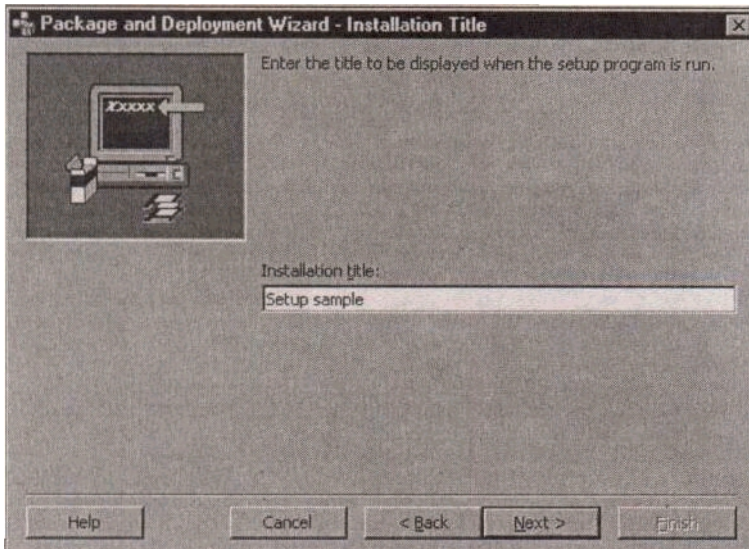 Package and Deployment Wizard - Installation Title
Enter the title to be displayed when the setup program is run.
Xxxxx
Installation title:
Setup sample
Help
Cancel
< Back
Next >
Finish